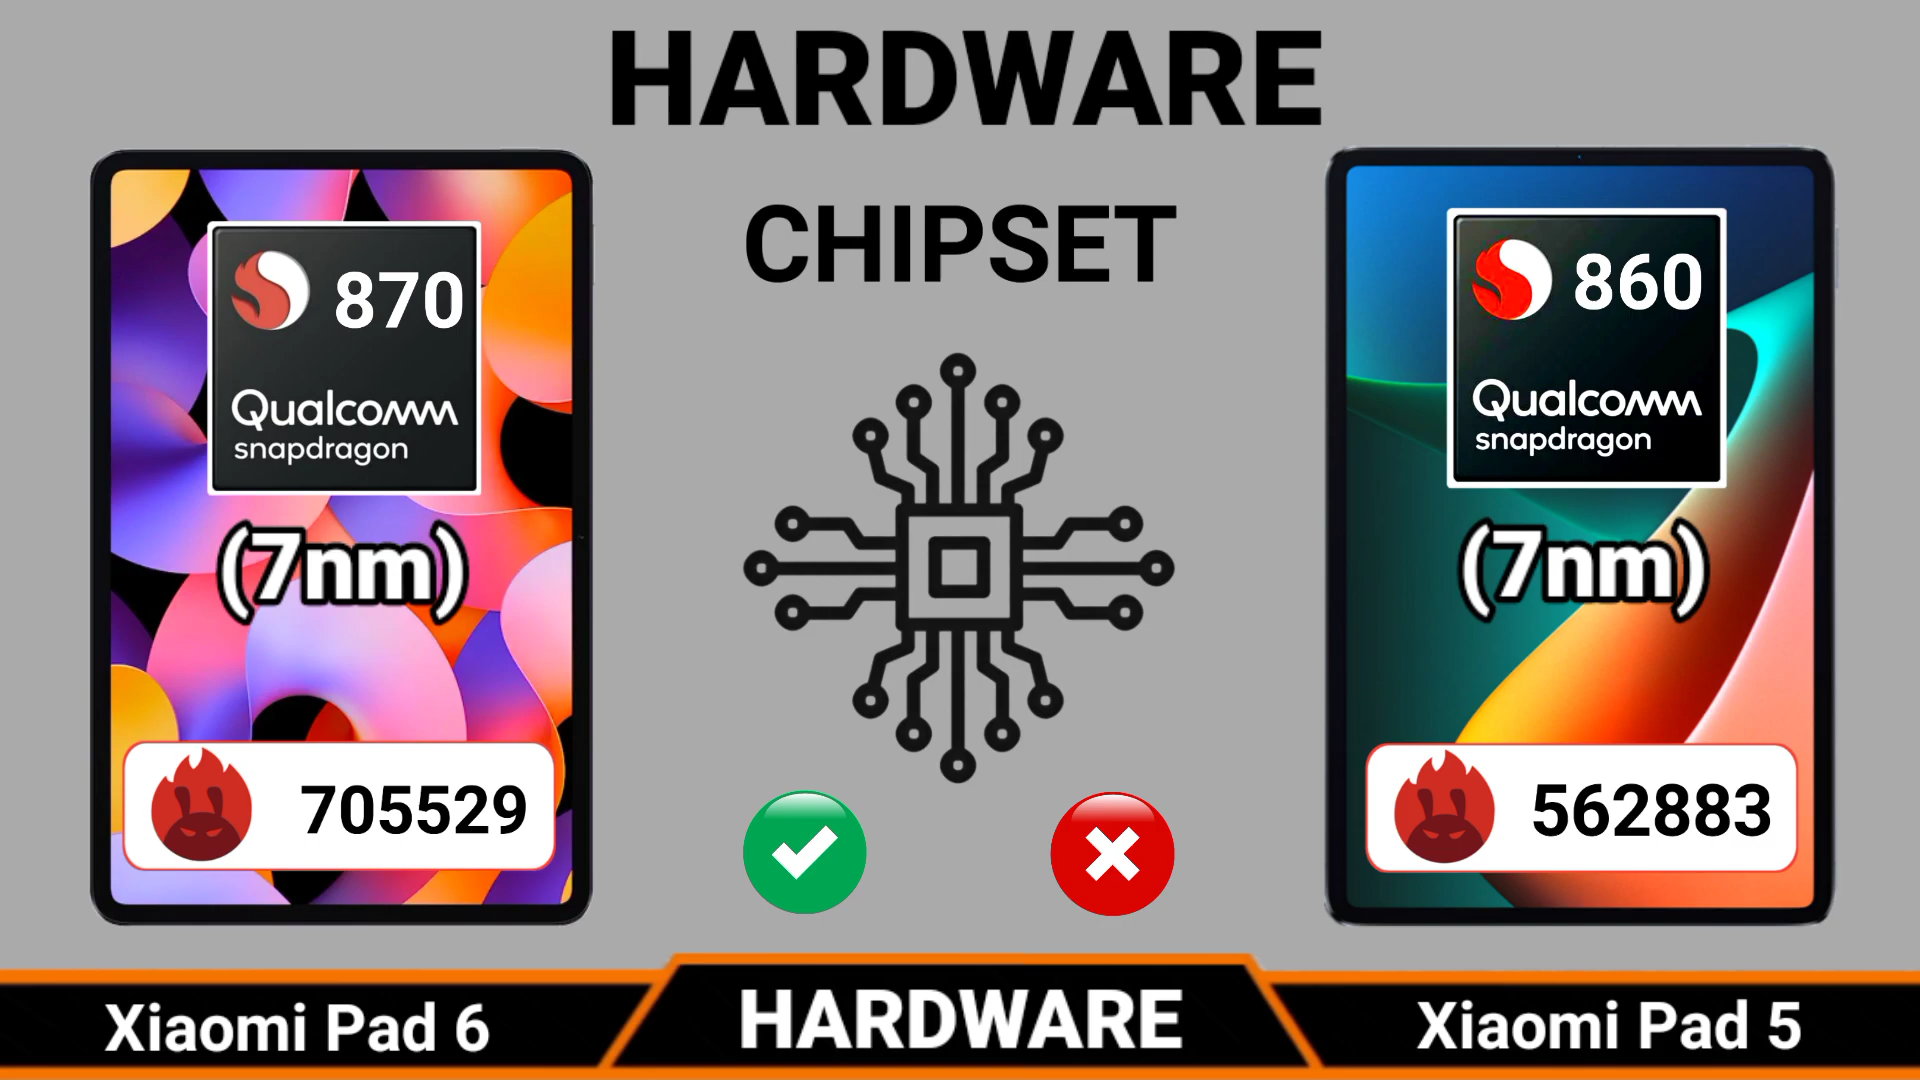 HARDWARE
CHIPSET
870
Qualcomm
snapdragon
(7nm)
705529
860
Qualcomm
snapdragon
(7nm)
562883
Xiaomi Pad 6
HARDWARE
Xiaomi Pad 5